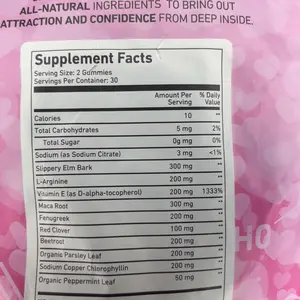 ALL-NATURAL INGREDIENTS TO BRING OUT
ATTRACTION AND CONFIDENCE FROM DEEP INSIDE.
Supplement Facts
Serving Size: 2 Gummies
Servings Per Container: 30
Amount Per Serving % Daily Value
Calories 10 **
Total Carbohydrates 5 mg 2%
Total Sugar 0g mg 0%
Sodium (as Sodium Citrate) 3 mg <1%
Slippery Elm Bark 300 mg **
L-Arginine 200 mg **
Vitamin E (as D-alpha-tocopherol) 200 mg 1333%
Maca Root 300 mg **
Fenugreek 200 mg **
Red Clover 100 mg **
Beetrost 200 mg **
Organic Parsley Leaf 200 mg **
Sodium Copper Chlorophyllin 200 mg **
Organic Peppermint Leaf 50 mg **